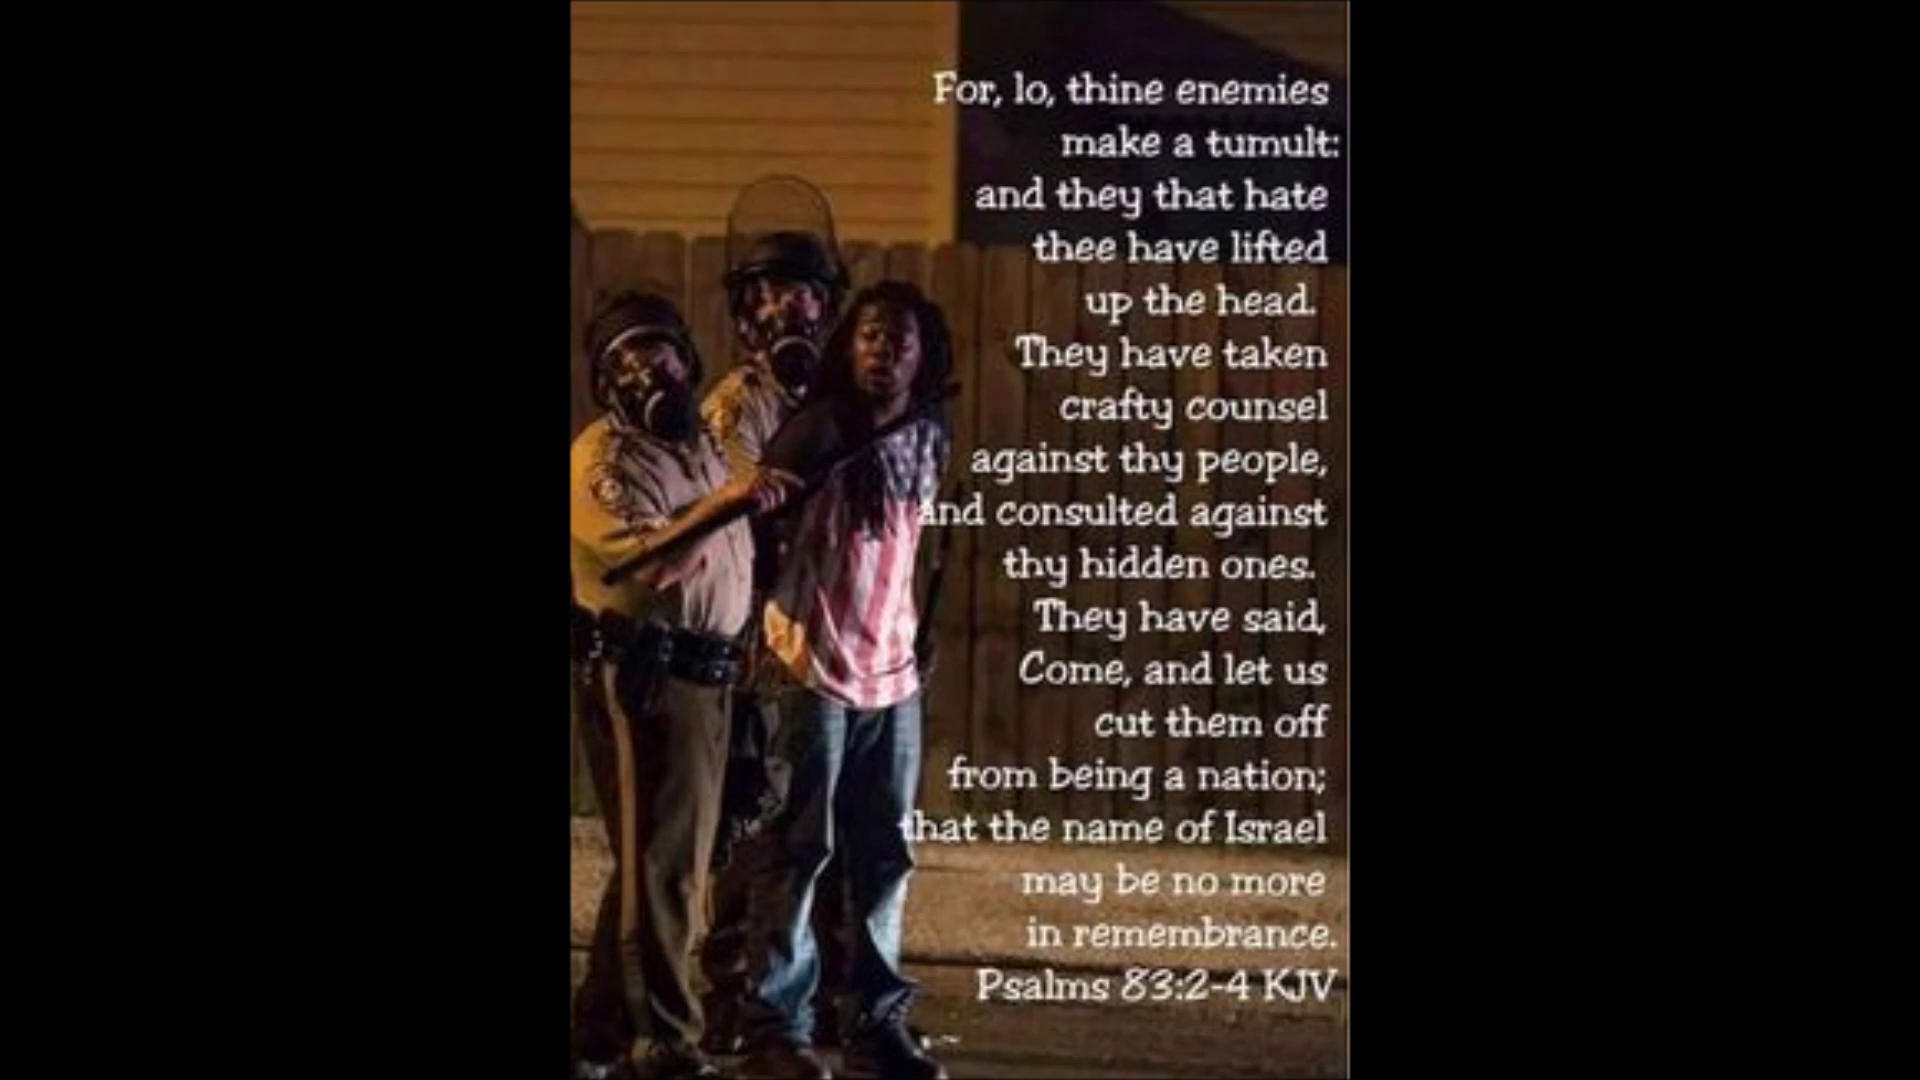 For, lo, thine enemies
make a tumult:
and they that hate
thee have lifted
up the head.
They have taken
crafty counsel
against thy people,
and consulted against
thy hidden ones.
They have said,
Come, and let us
cut them off
from being a nation;
that the name of Israel
may be no more
in remembrance.
Psalms 83:2-4 KJV